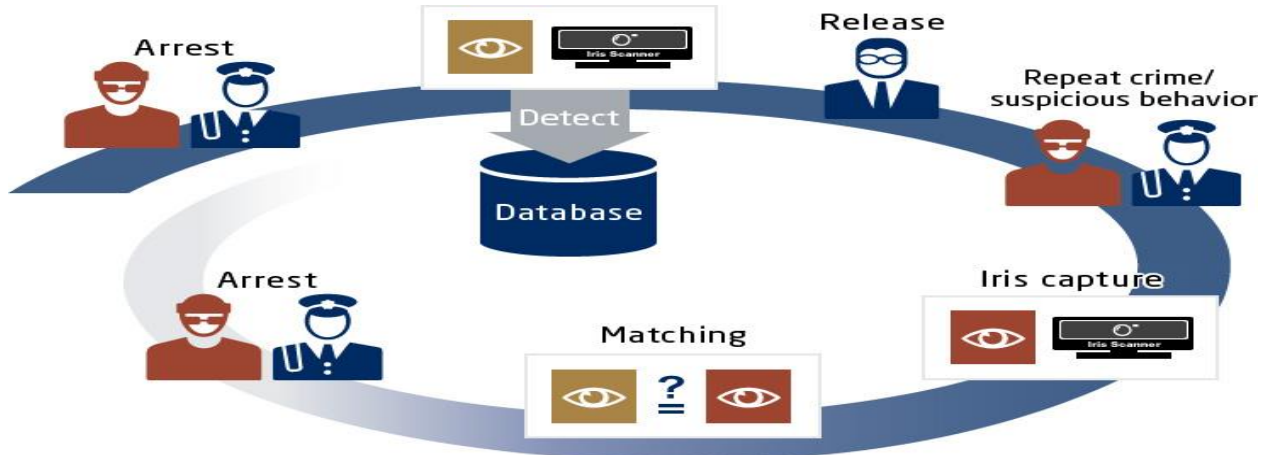 Arrest
Iris Scanner
Release
Repeat crime/
suspicious behavior
Detect
Database
Iris capture
Iris Scanner
Matching
?
=
Arrest